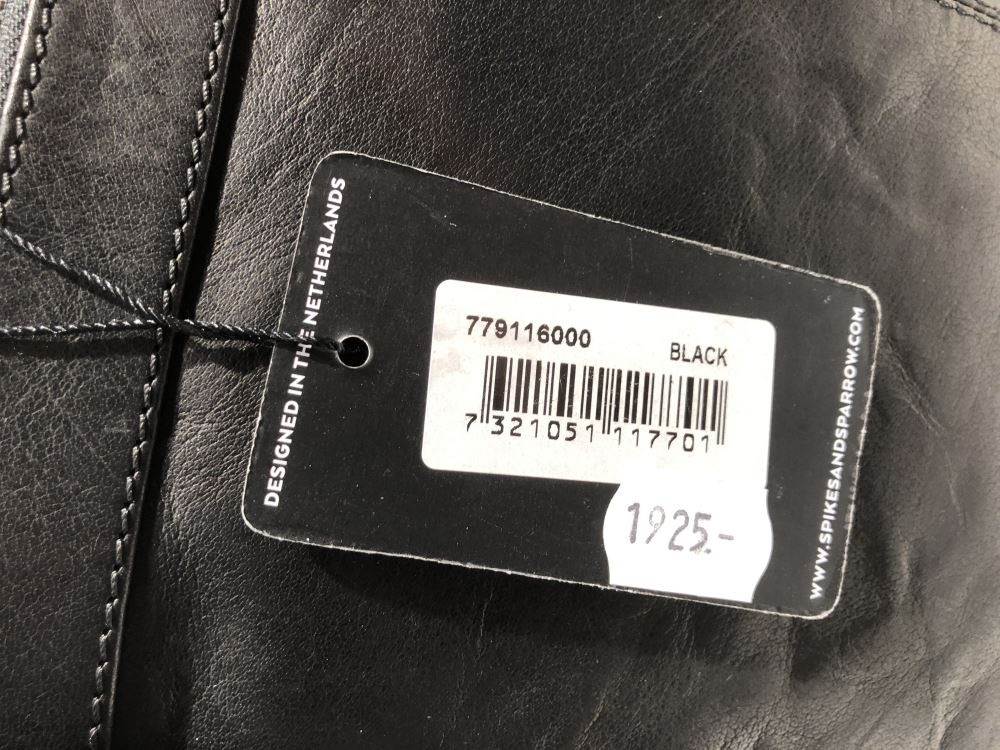 DESIGNED IN THE NETHERLANDS
779116000
BLACK
7 321051 117701
1925.-
WWW.SPIKESANDSPARROW.COM